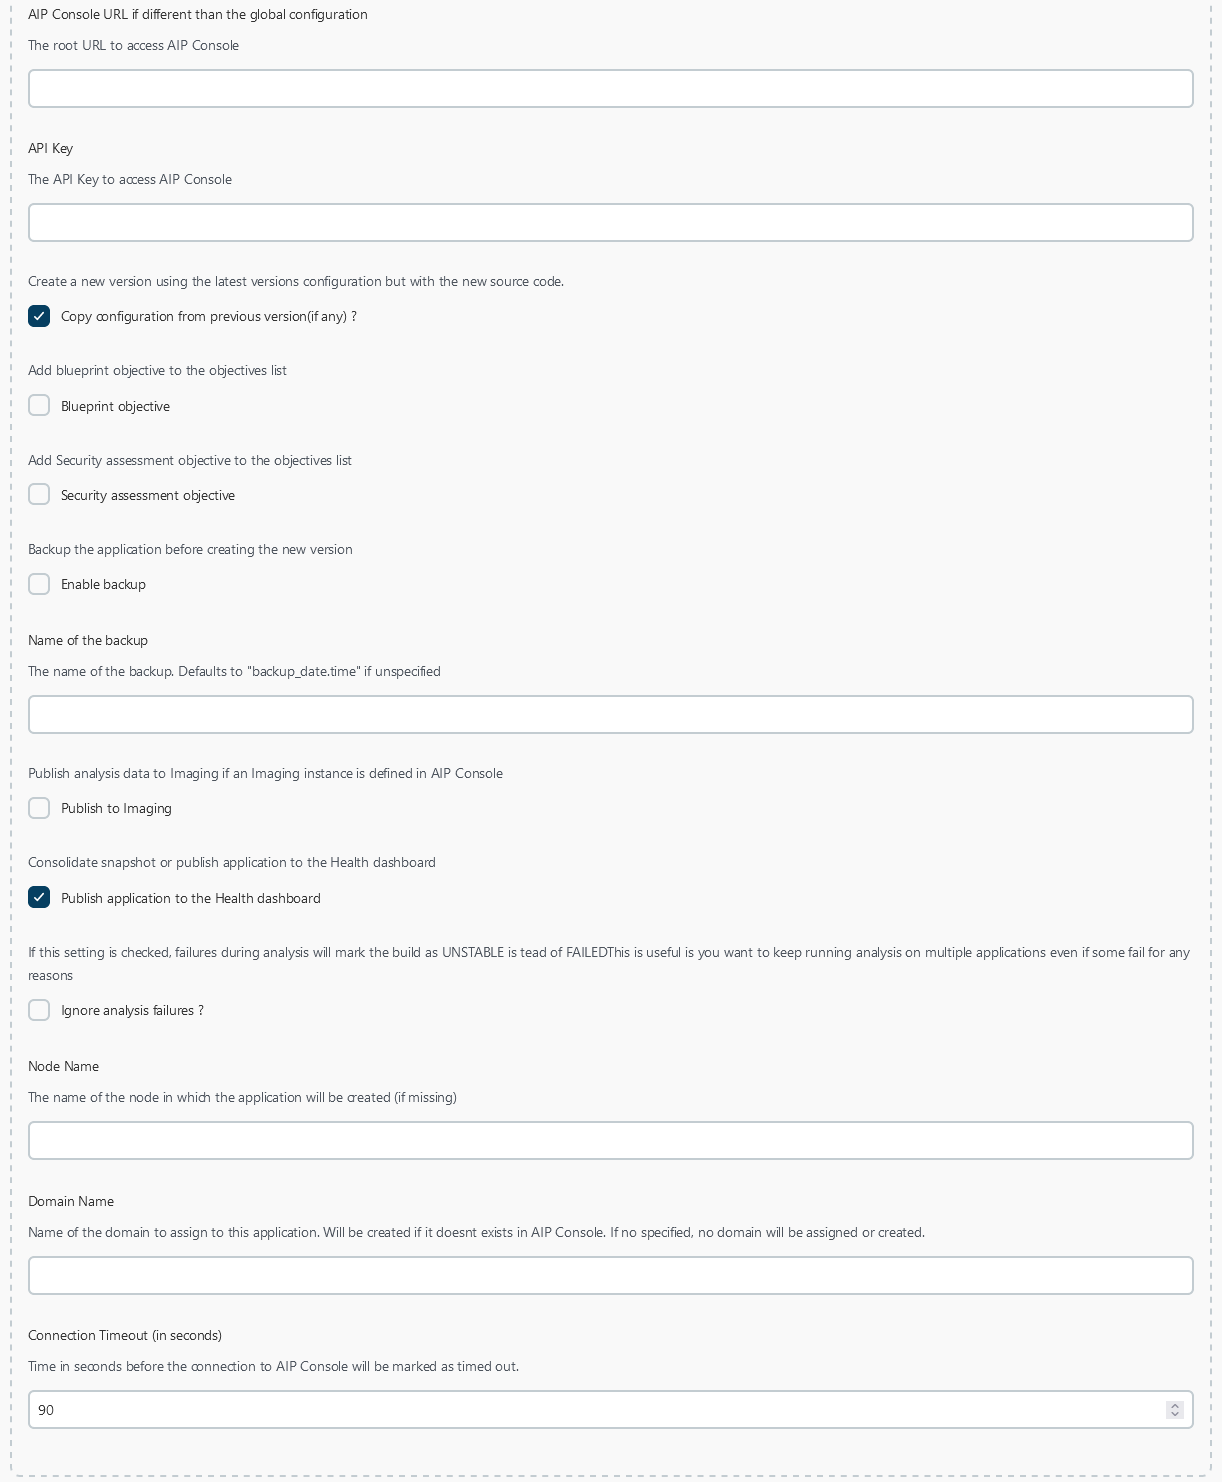 AIP Console URL if different than the global configuration
The root URL to access AIP Console
API Key
The API Key to access AIP Console
Create a new version using the latest versions configuration but with the new source code.
Copy configuration from previous version(if any) ?
Add blueprint objective to the objectives list
Blueprint objective
Add Security assessment objective to the objectives list
Security assessment objective
Backup the application before creating the new version
Enable backup
Name of the backup
The name of the backup. Defaults to "backup_date.time" if unspecified
Publish analysis data to Imaging if an Imaging instance is defined in AIP Console
Publish to Imaging
Consolidate snapshot or publish application to the Health dashboard
Publish application to the Health dashboard
If this setting is checked, failures during analysis will mark the build as UNSTABLE is tead of FAILEDThis is useful is you want to keep running analysis on multiple applications even if some fail for any
reasons
Ignore analysis failures ?
Node Name
The name of the node in which the application will be created (if missing)
Domain Name
Name of the domain to assign to this application. Will be created if it doesnt exists in AIP Console. If no specified, no domain will be assigned or created.
Connection Timeout (in seconds)
Time in seconds before the connection to AIP Console will be marked as timed out.
90